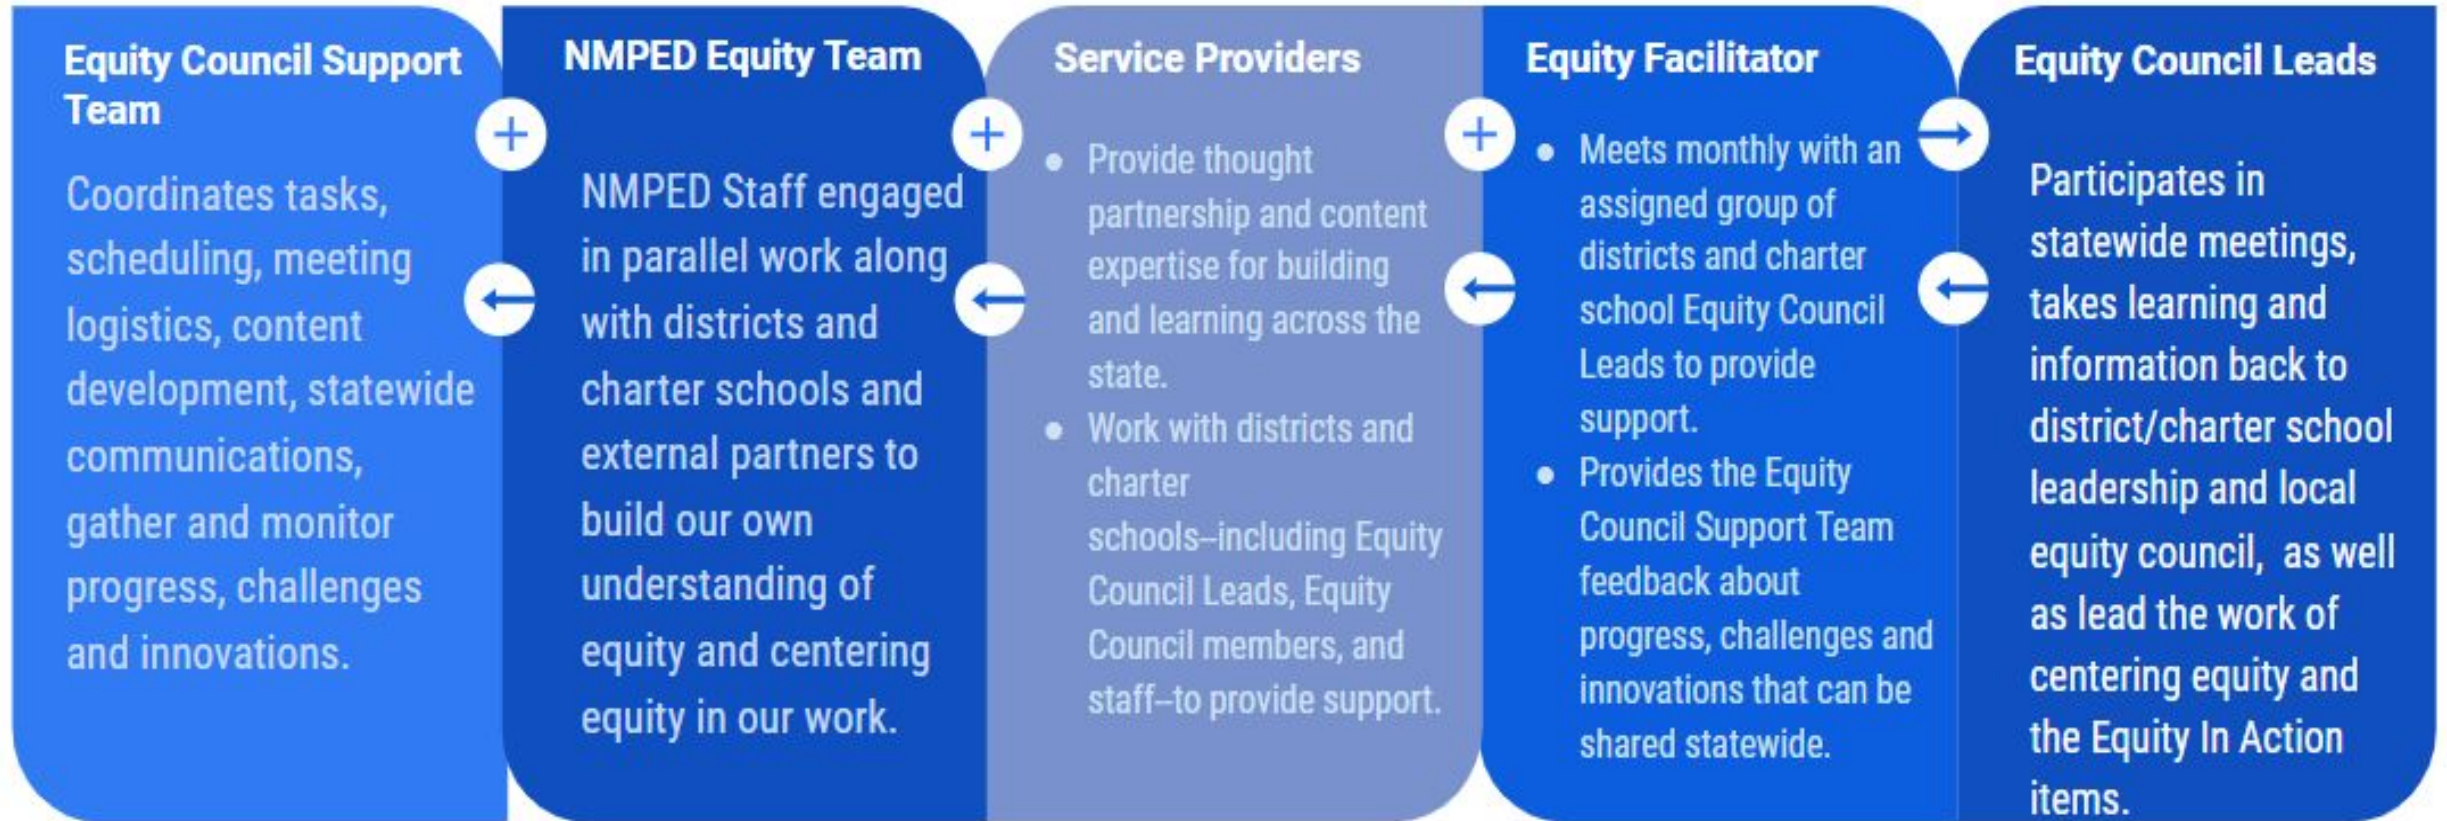 Equity Council Support
Team
Coordinates tasks,
scheduling, meeting
logistics, content
development, statewide
communications,
gather and monitor
progress, challenges
and innovations.
NMPED Equity Team
NMPED Staff engaged
in parallel work along
with districts and
charter schools and
external partners to
build our own
understanding of
equity and centering
equity in our work.
Service Providers
● Provide thought
partnership and content
expertise for building
and learning across the
state.
● Work with districts and
charter
schools–including Equity
Council Leads, Equity
Council members, and
staff–to provide support.
Equity Facilitator
● Meets monthly with an
assigned group of
districts and charter
school Equity Council
Leads to provide
support.
● Provides the Equity
Council Support Team
feedback about
progress, challenges and
innovations that can be
shared statewide.
Equity Council Leads
Participates in
statewide meetings,
takes learning and
information back to
district/charter school
leadership and local
equity council,  as well
as lead the work of
centering equity and
the Equity In Action
items.